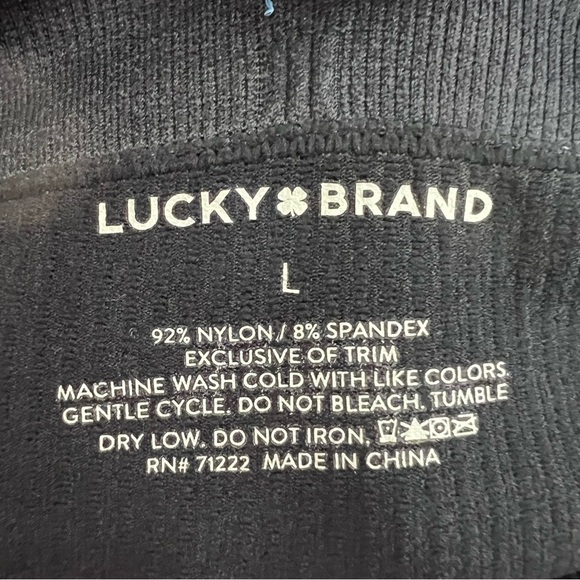 LUCKY BRAND
L
92% NYLON/ 8% SPANDEX
EXCLUSIVE OF TRIM
MACHINE WASH COLD WITH LIKE COLORS.
GENTLE CYCLE. DO NOT BLEACH. TUMBLE
DRY LOW. DO NOT IRON.
RN# 71222 MADE IN CHINA